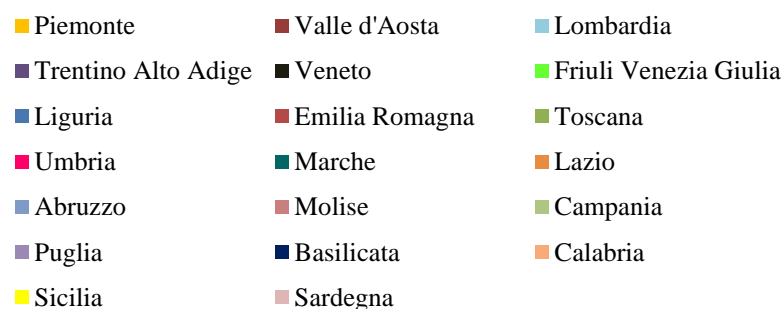 Piemonte Valle d'Aosta Lombardia
Trentino Alto Adige Veneto Friuli Venezia Giulia
Liguria Emilia Romagna Toscana
Umbria Marche Lazio
Abruzzo Molise Campania
Puglia Basilicata Calabria
Sicilia Sardegna